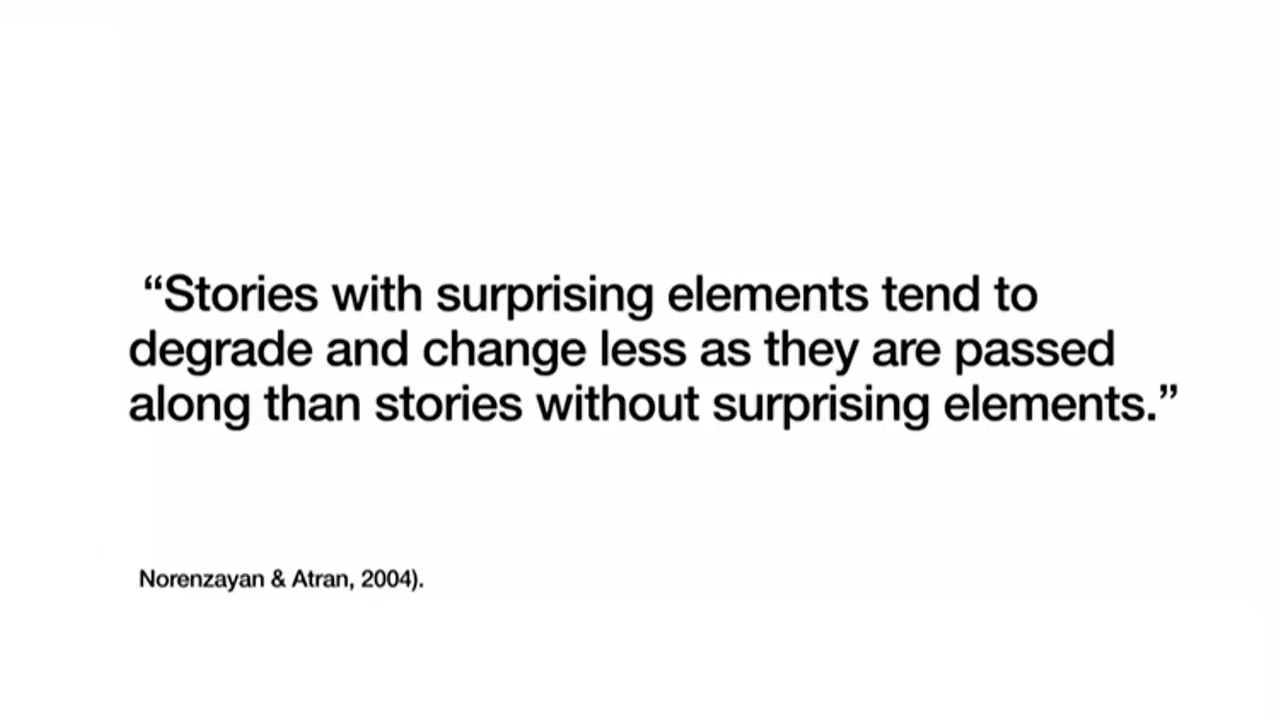 “Stories with surprising elements tend to
degrade and change less as they are passed
along than stories without surprising elements.”
Norenzayan & Atran, 2004).